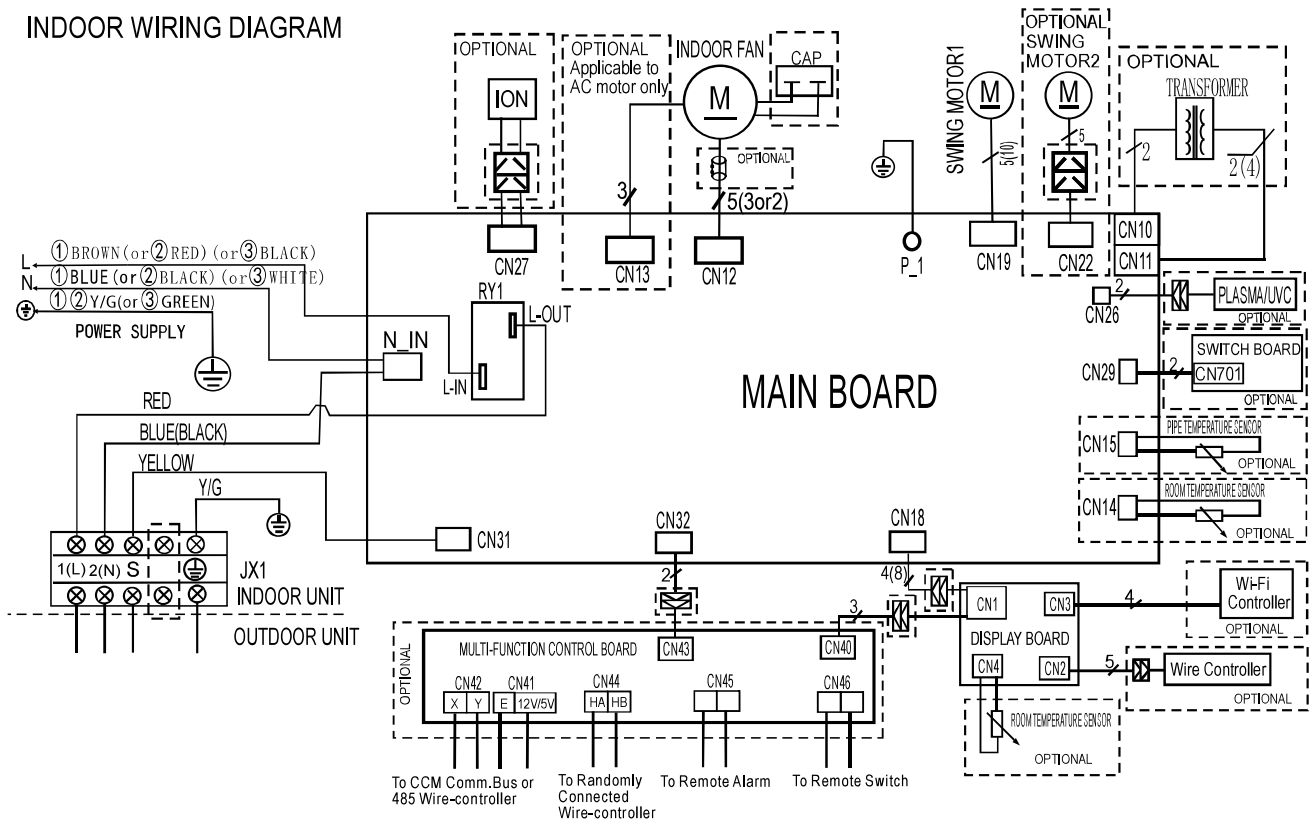 INDOOR WIRING DIAGRAM
OPTIONAL
ION
CN27
OPTIONAL
Applicable to
AC motor only
3
CN13
INDOOR FAN
M
CAP
OPTIONAL
5(3or2)
CN12
P_1
SWING MOTOR1
M
5(10)
CN19
OPTIONAL
SWING
MOTOR2
M
5
CN22
OPTIONAL
TRANSFORMER
2
2(4)
CN10
CN11
L
①BROWN(or②RED)(or③BLACK)
N
①BLUE(or②BLACK)(or③WHITE)
①②Y/G(or③GREEN)
POWER SUPPLY
RY1
L-OUT
L-IN
N_IN
MAIN BOARD
2
CN26
PLASMA/UVC
OPTIONAL
CN29
2
SWITCH BOARD
CN701
OPTIONAL
CN15
PIPE TEMPERATURE SENSOR
OPTIONAL
CN14
ROOM TEMPERATURE SENSOR
OPTIONAL
RED
BLUE(BLACK)
YELLOW
Y/G
CN31
1(L)
2(N)
S
JX1
INDOOR UNIT
OUTDOOR UNIT
CN32
2
CN18
4(8)
3
CN1
CN3
DISPLAY BOARD
CN4
CN2
4
Wi-Fi
Controller
OPTIONAL
5
Wire Controller
OPTIONAL
ROOM TEMPERATURE SENSOR
OPTIONAL
OPTIONAL
MULTI-FUNCTION CONTROL BOARD
CN43
CN40
CN42
X
Y
CN41
E
12V/5V
CN44
HA
HB
CN45
CN46
To CCM Comm.Bus or
485 Wire-controller
To Randomly
Connected
Wire-controller
To Remote Alarm
To Remote Switch